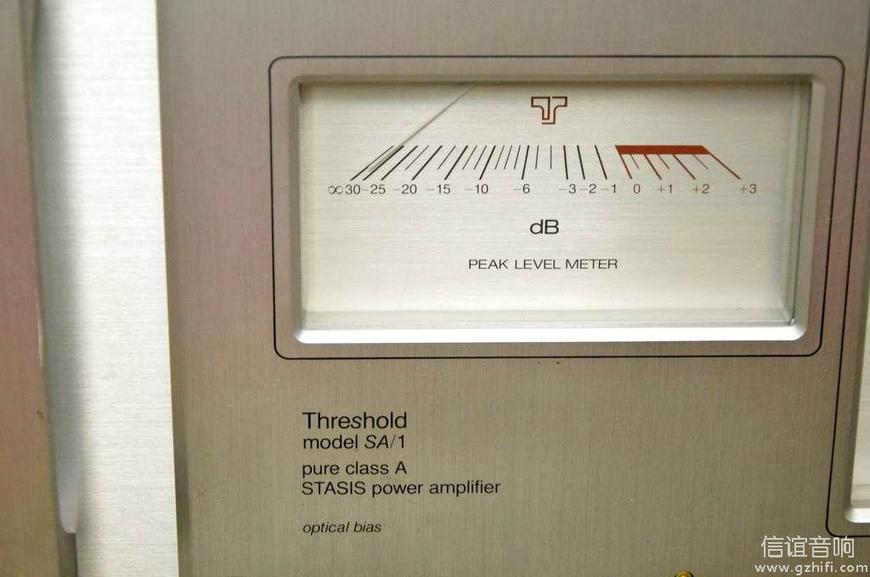 ∞ 30 -25 -20 -15 -10 -6 -3 -2 -1 0 +1 +2 +3
dB
PEAK LEVEL METER
Threshold
model SA/1
pure class A
STASIS power amplifier
optical bias
信谊音响
www.gzhifi.com